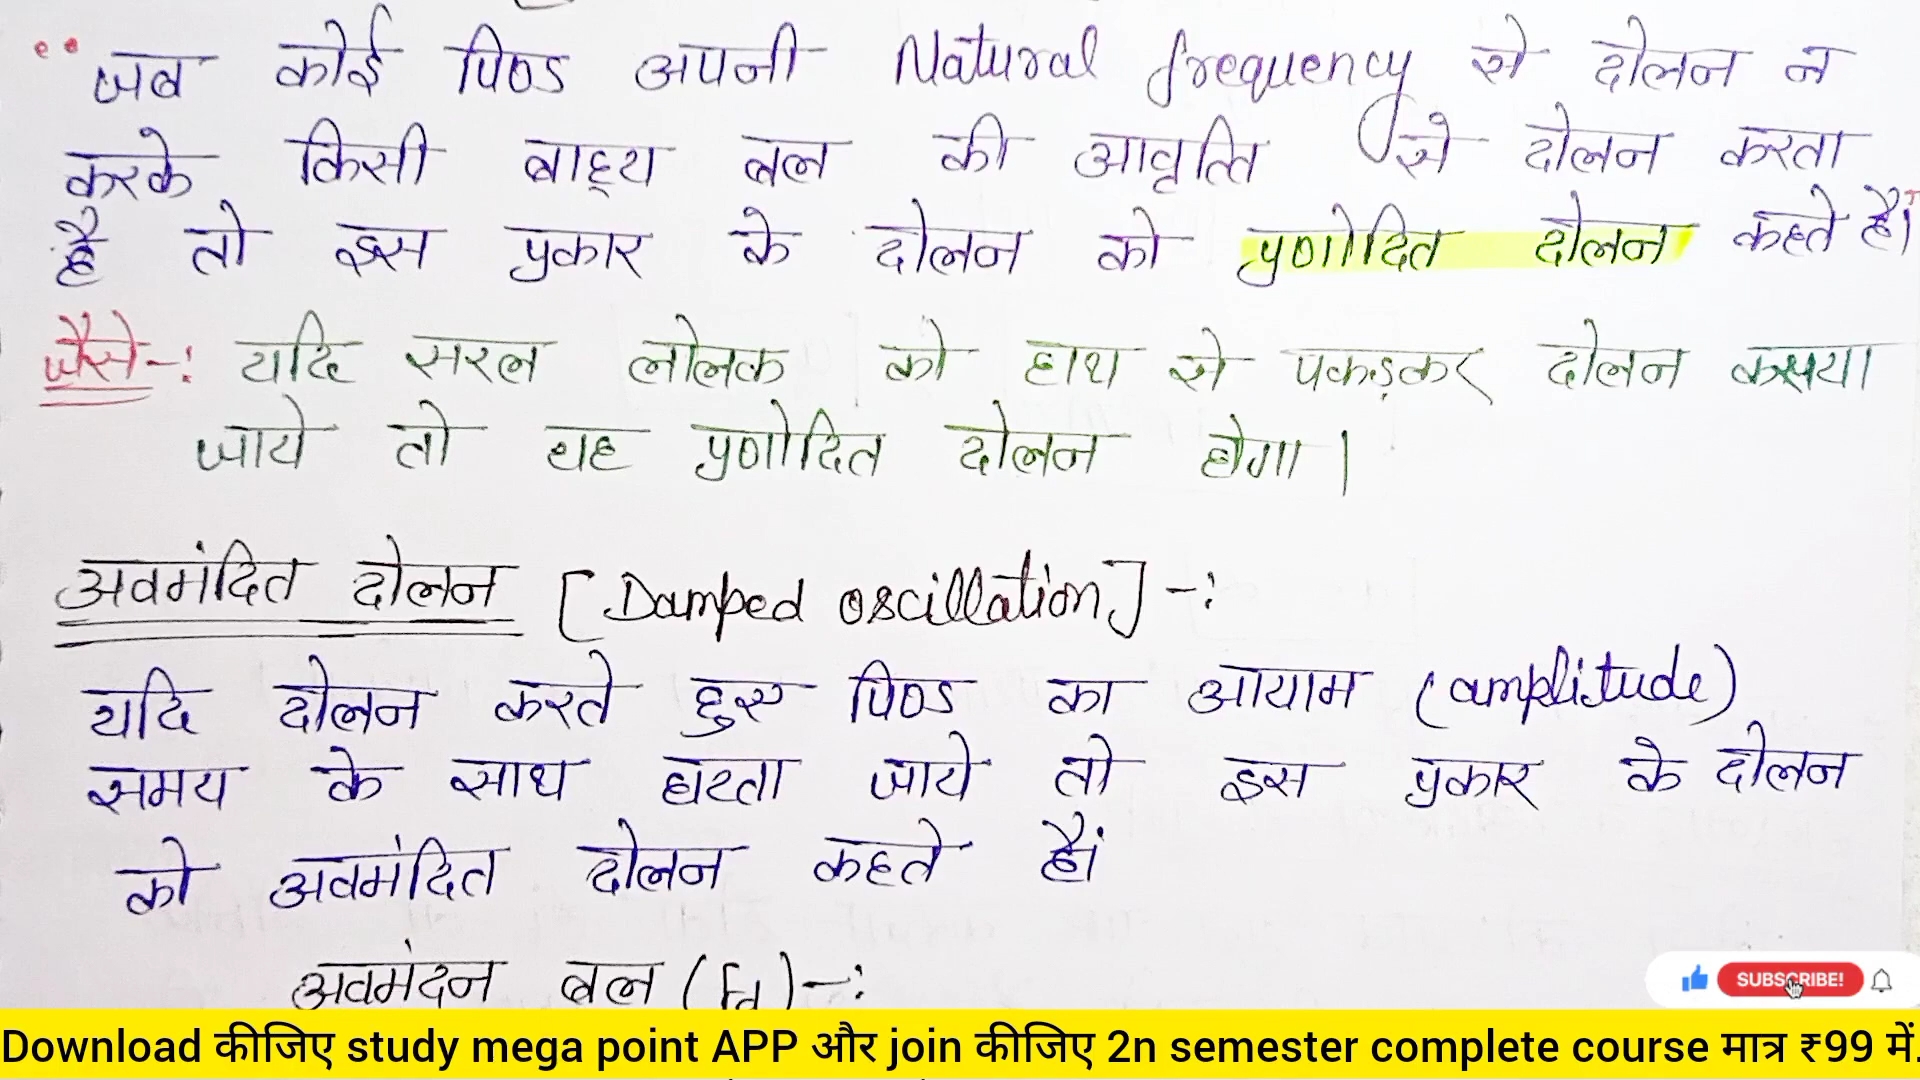 जब कोई पिण्ड अपनी Natural frequency से दोलन न
करके किसी बाह्य बल की आवृत्ति से दोलन करता
है तो इस प्रकार के दोलन को प्रणोदित दोलन कहते हैं।
जैसे-: यदि सरल लोलक को हाथ से पकड़कर दोलन कराया
जाये तो यह प्रणोदित दोलन होगा।
अवमंदित दोलन [Damped oscillation] -:
यदि दोलन करते हुए पिण्ड का आयाम (amplitude)
समय के साथ घटता जाये तो इस प्रकार के दोलन
को अवमंदित दोलन कहते हैं।
अवमंदन बल (Fd)-:
SUBSCRIBE!
Download कीजिए study mega point APP और join कीजिए 2n semester complete course मात्र ₹99 में.